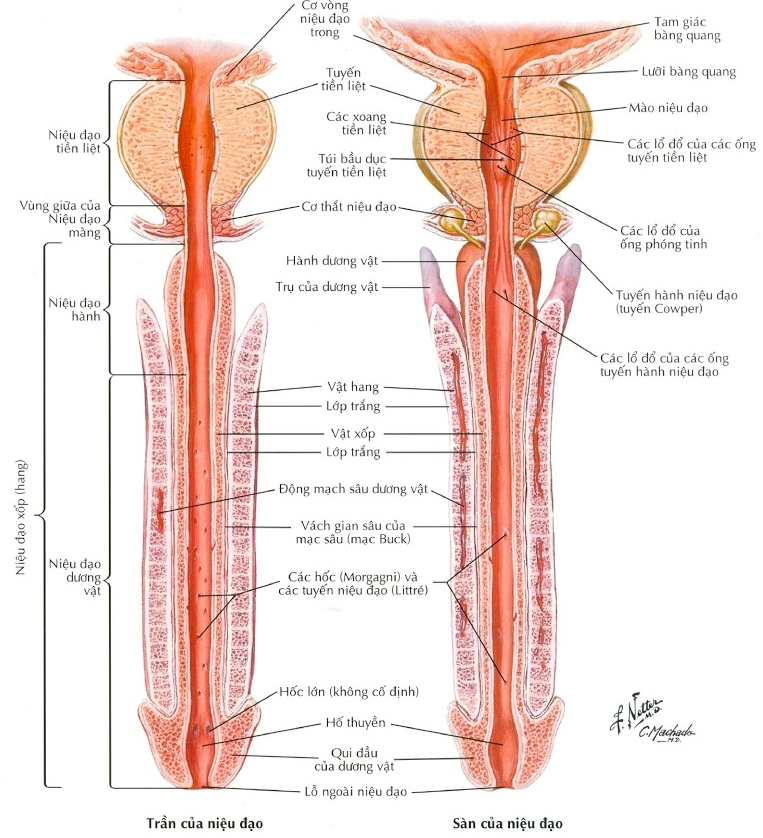 Cơ vòng
niệu đạo
trong
Tam giác
bàng quang
Tuyến
tiền liệt
Lưỡi bàng quang
Các xoang
tiền liệt
Mào niệu đạo
Niệu đạo
tiền liệt
Các lổ đổ của các ống
tuyến tiền liệt
Túi bầu dục
tuyến tiền liệt
Vùng giữa của
Niệu đạo
màng
Cơ thắt niệu đạo
Các lổ đổ của
ống phóng tinh
Hành dương vật
Trụ của dương vật
Tuyến hành niệu đạo
(tuyến Cowper)
Niệu đạo
hành
Các lổ đổ của các ống
tuyến hành niệu đạo
Vật hang
Lớp trắng
Vật xốp
Lớp trắng
Niệu đạo xốp (hang)
Động mạch sâu dương vật
Vách gian sâu của
mạc sâu (mạc Buck)
Niệu đạo
dương
vật
Các hốc (Morgagni) và
các tuyến niệu đạo (Littré)
Hốc lớn (không cố định)
Hố thuyền
Qui đầu
của dương vật
Lỗ ngoài niệu đạo
F. Netter
M.D.
C. Machado
M.D.
Trần của niệu đạo
Sàn của niệu đạo